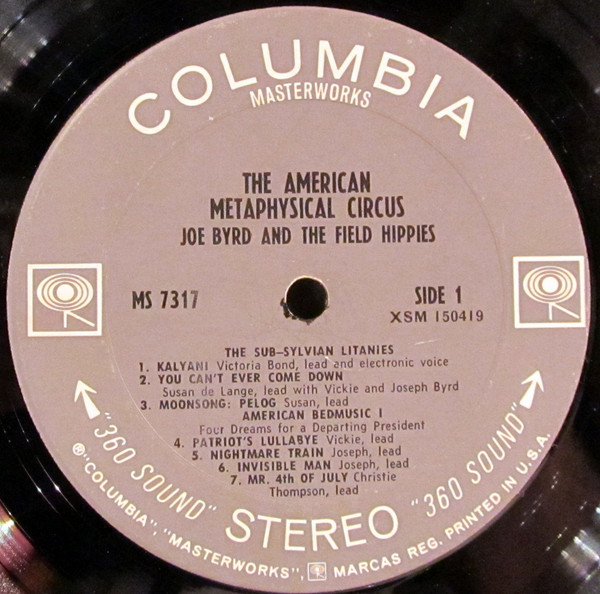 COLUMBIA
MASTERWORKS
THE AMERICAN
METAPHYSICAL CIRCUS
JOE BYRD AND THE FIELD HIPPIES
MS 7317
SIDE 1
XSM 150419
THE SUB-SYLVIAN LITANIES
1. KALYANI Victoria Bond, lead and electronic voice
2. YOU CAN'T EVER COME DOWN
Susan de Lange, lead with Vickie and Joseph Byrd
3. MOONSONG: PELOG Susan, lead
AMERICAN BEDMUSIC I
Four Dreams for a Departing President
4. PATRIOT'S LULLABYE Vickie, lead
5. NIGHTMARE TRAIN Joseph, lead
6. INVISIBLE MAN Joseph, lead
7. MR. 4th OF JULY Christie
Thompson, lead
"360 SOUND" STEREO "360 SOUND"
®"COLUMBIA", "MASTERWORKS", MARCAS REG. PRINTED IN U.S.A.